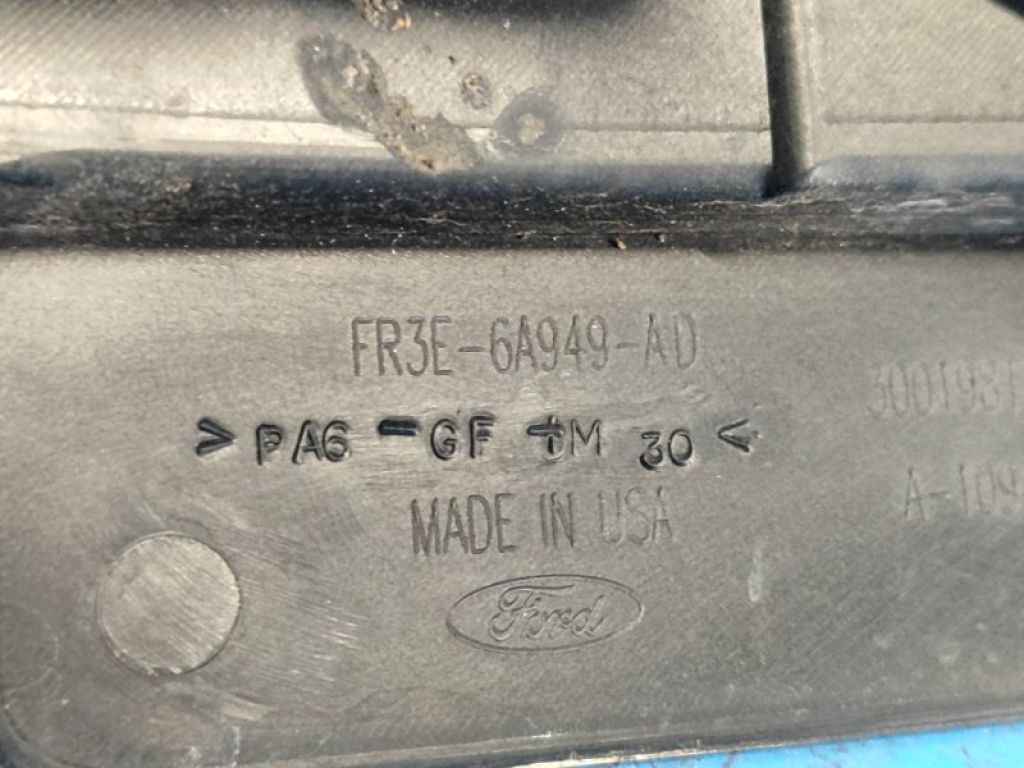 FR3E-6A949-AD
>PA6-GF+M 30<
MADE IN USA
Ford